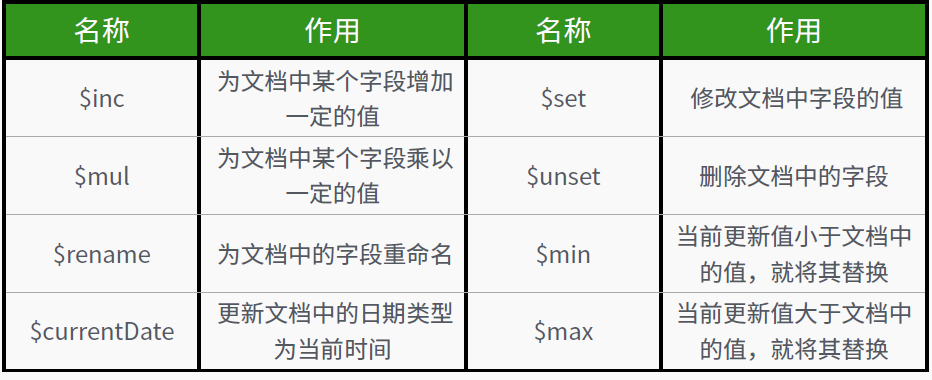 名称 作用 名称 作用
$inc 为文档中某个字段增加 $set 修改文档中字段的值
一定的值
$mul 为文档中某个字段乘以 $unset 删除文档中的字段
一定的值
$rename 为文档中的字段重命名 $min 当前更新值小于文档中
的值，就将其替换
$currentDate 更新文档中的日期类型 $max 当前更新值大于文档中
为当前时间 的值，就将其替换